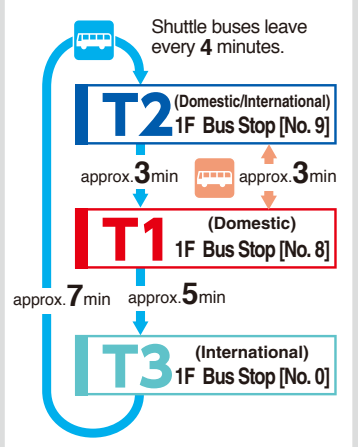 Shuttle buses leave
every 4 minutes.
T2 (Domestic/International)
1F Bus Stop [No. 9]
approx.3min
approx.3min
T1 (Domestic)
1F Bus Stop [No. 8]
approx.7min
approx.5min
T3 (International)
1F Bus Stop [No. 0]